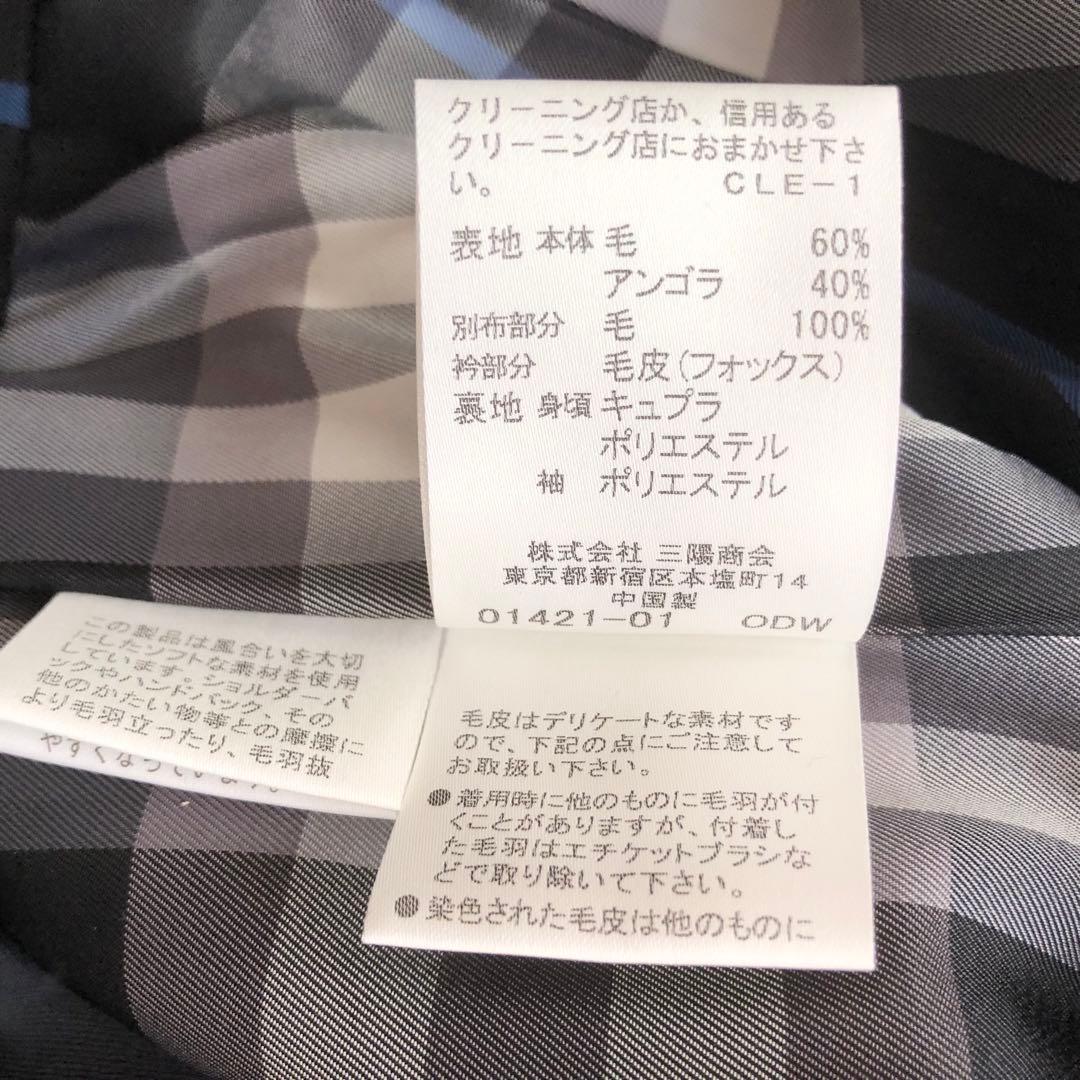 クリーニング店か、信用ある
クリーニング店におまかせ下さ
い。 CLE-1
表地 本体 毛 60%
アンゴラ 40%
別布部分 毛 100%
衿部分 毛皮(フォックス)
裏地 身頃 キュプラ
ポリエステル
袖 ポリエステル
株式会社 三陽商会
東京都新宿区本塩町14
中国製
01421-01 ODW
この製品は風合いを大切
にしたソフトな素材を使用
しています。ショルダーバ
ックやハンドバック、その
他のかたい物等との摩擦に
より毛羽立ったり、毛羽抜
やすくなっています。
毛皮はデリケートな素材です
ので、下記の点にご注意して
お取扱い下さい。
●着用時に他のものに毛羽が付
くことがありますが、付着し
た毛羽はエチケットブラシな
どで取り除いて下さい。
●染色された毛皮は他のものに